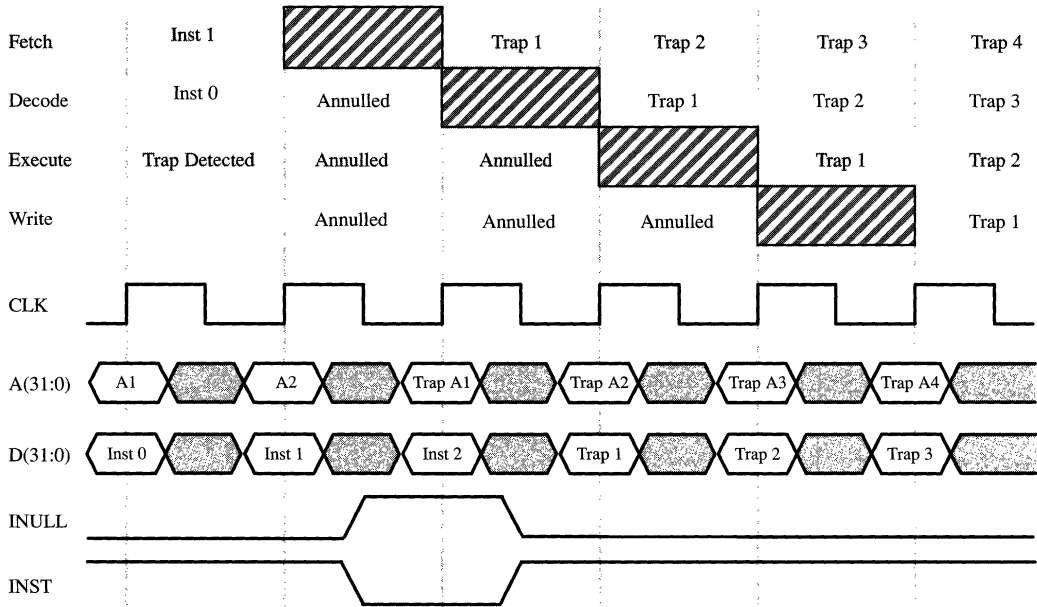 Fetch Inst 1 Trap 1 Trap 2 Trap 3 Trap 4
Decode Inst 0 Annulled Trap 1 Trap 2 Trap 3
Execute Trap Detected Annulled Annulled Trap 1 Trap 2
Write Annulled Annulled Annulled Trap 1
CLK
A(31:0) A1 A2 Trap A1 Trap A2 Trap A3 Trap A4
D(31:0) Inst 0 Inst 1 Inst 2 Trap 1 Trap 2 Trap 3
INULL
INST